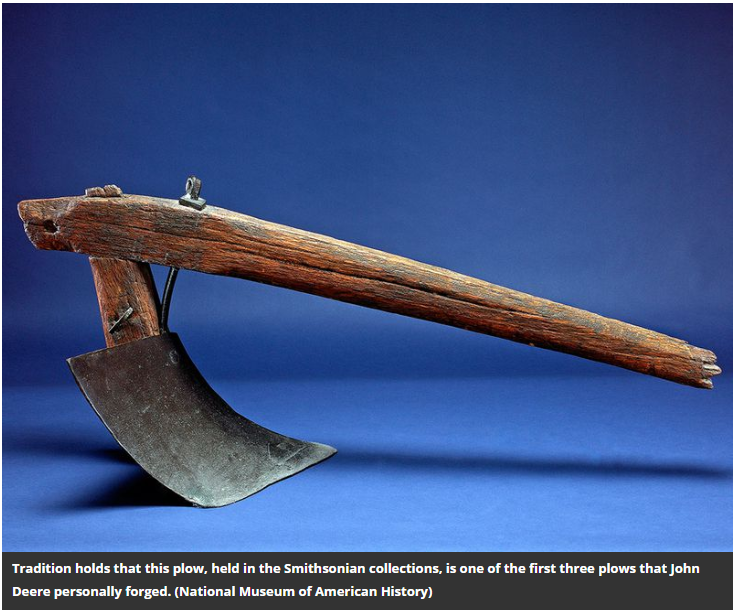 Tradition holds that this plow, held in the Smithsonian collections, is one of the first three plows that John
Deere personally forged. (National Museum of American History)